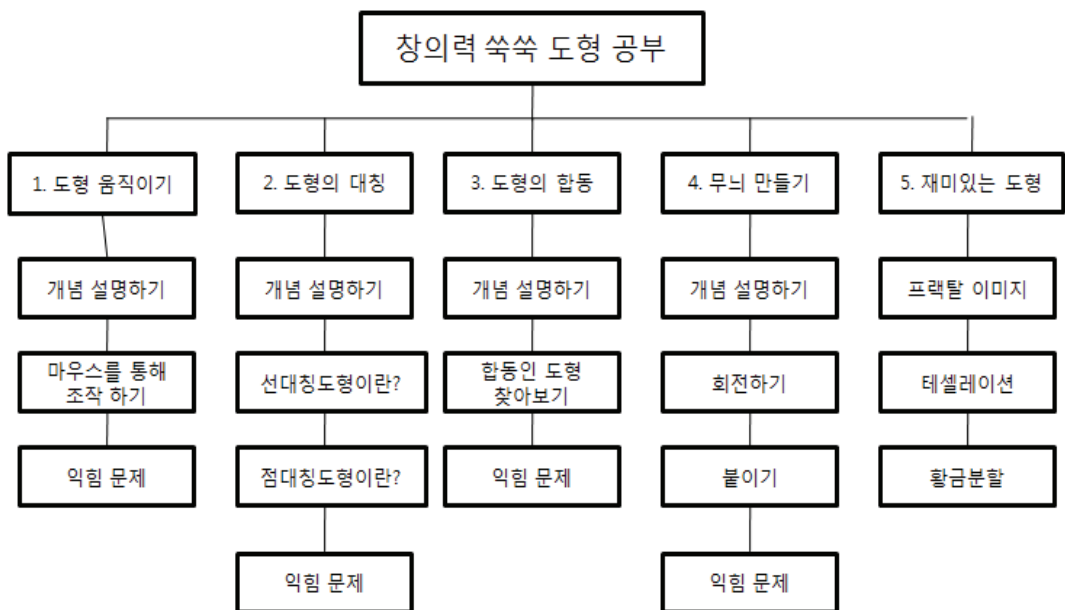 창의력 쑥쑥 도형 공부
1. 도형 움직이기
2. 도형의 대칭
3. 도형의 합동
4. 무늬 만들기
5. 재미있는 도형
개념 설명하기
개념 설명하기
개념 설명하기
개념 설명하기
프랙탈 이미지
마우스를 통해
조작 하기
선대칭도형이란?
합동인 도형
찾아보기
회전하기
테셀레이션
익힘 문제
점대칭도형이란?
익힘 문제
붙이기
황금분할
익힘 문제
익힘 문제